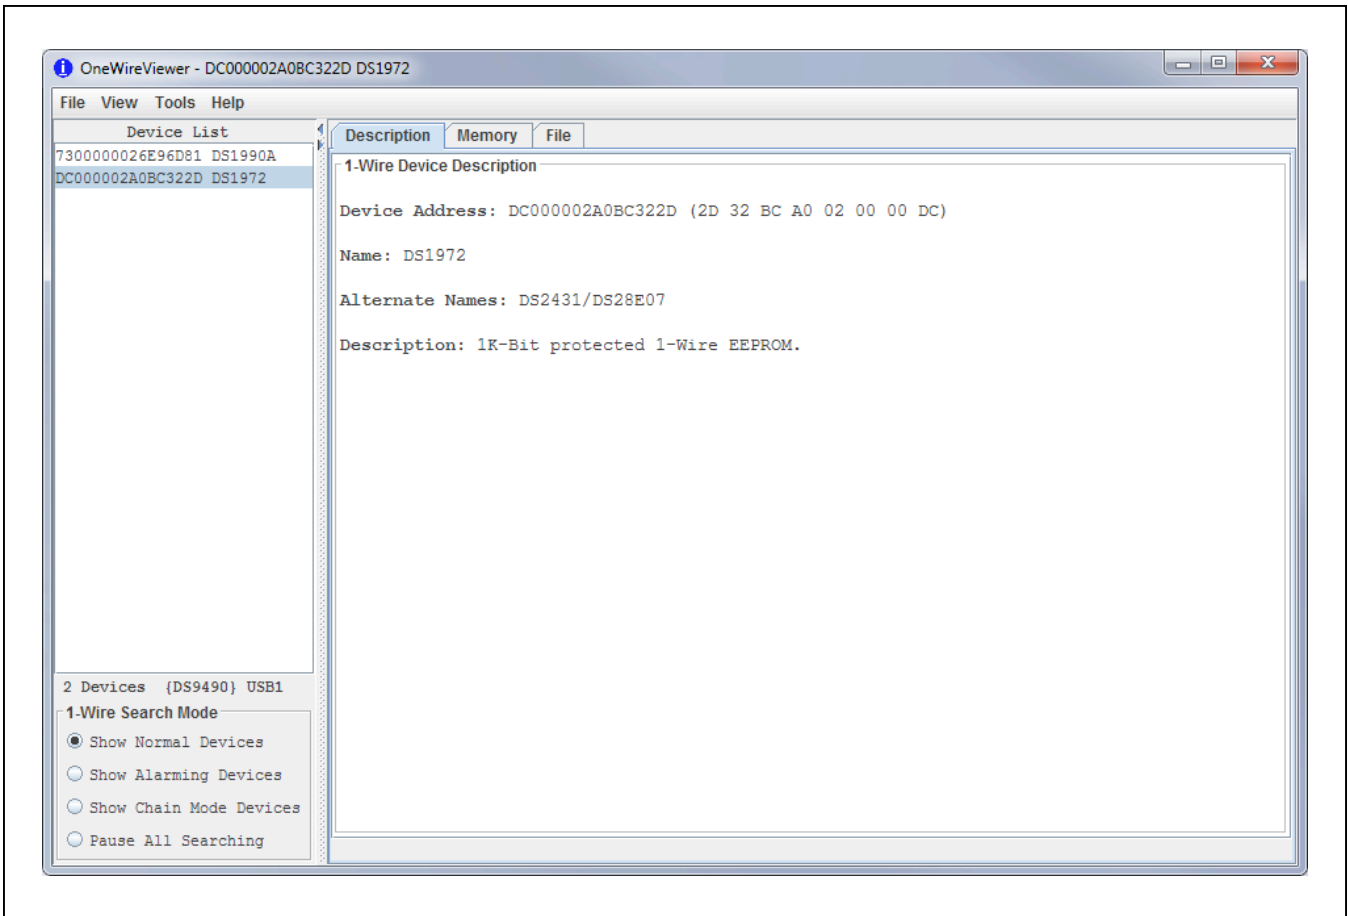 OneWireViewer - DC000002A0BC322D DS1972
File View Tools Help
Device List
7300000026E96D81 DS1990A
DC000002A0BC322D DS1972
2 Devices {DS9490} USB1
1-Wire Search Mode
Show Normal Devices
Show Alarming Devices
Show Chain Mode Devices
Pause All Searching
Description Memory File
1-Wire Device Description
Device Address: DC000002A0BC322D (2D 32 BC A0 02 00 00 DC)
Name: DS1972
Alternate Names: DS2431/DS28E07
Description: 1K-Bit protected 1-Wire EEPROM.